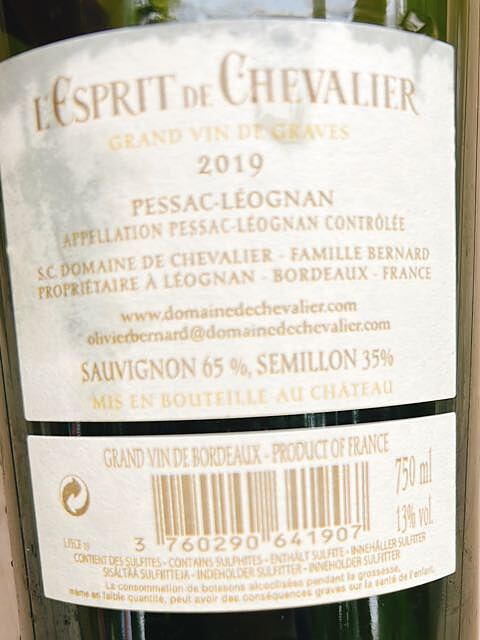 L'ESPRIT DE CHEVALIER
GRAND VIN DE GRAVES
2019
PESSAC-LÉOGNAN
APPELLATION PESSAC-LÉOGNAN CONTRÔLÉE
S.C. DOMAINE DE CHEVALIER - FAMILLE BERNARD
PROPRIÉTAIRE À LÉOGNAN - BORDEAUX - FRANCE
www.domainedechevalier.com
olivierbernard@domainedechevalier.com
SAUVIGNON 65 %, SEMILLON 35%
MIS EN BOUTEILLE AU CHÂTEAU
GRAND VIN DE BORDEAUX - PRODUCT OF FRANCE
750 ml
13% vol.
3 760290 641907
CONTIENT DES SULFITES - CONTAINS SULPHITES - ENTHÄLT SULFITE - INNEHÅLLER SULFITER
SISÄLTÄÄ SULFIITTEJA - INDEHOLDER SULFITTER - INNEHOLDER SULFITTER
La consommation de boissons alcoolisées pendant la grossesse,
même en faible quantité, peut avoir des conséquences graves sur la santé de l'enfant.